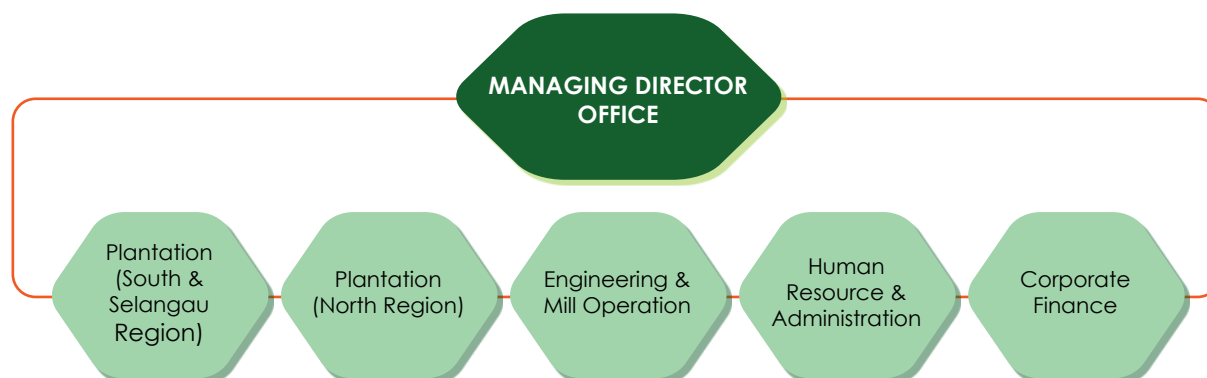 MANAGING DIRECTOR
OFFICE
Plantation
(South &
Selangau
Region)
Plantation
(North Region)
Engineering &
Mill Operation
Human
Resource &
Administration
Corporate
Finance